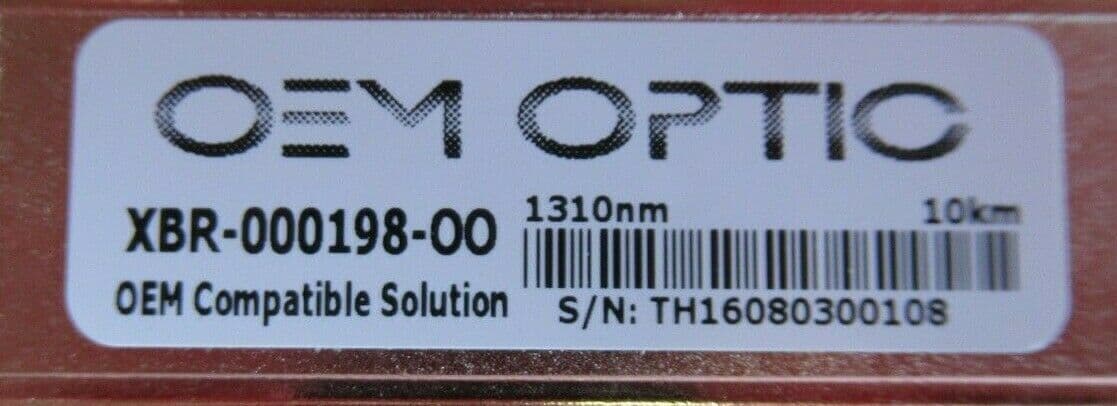 OEM OPTIC
XBR-000198-OO
OEM Compatible Solution
1310nm 10km
S/N: TH16080300108